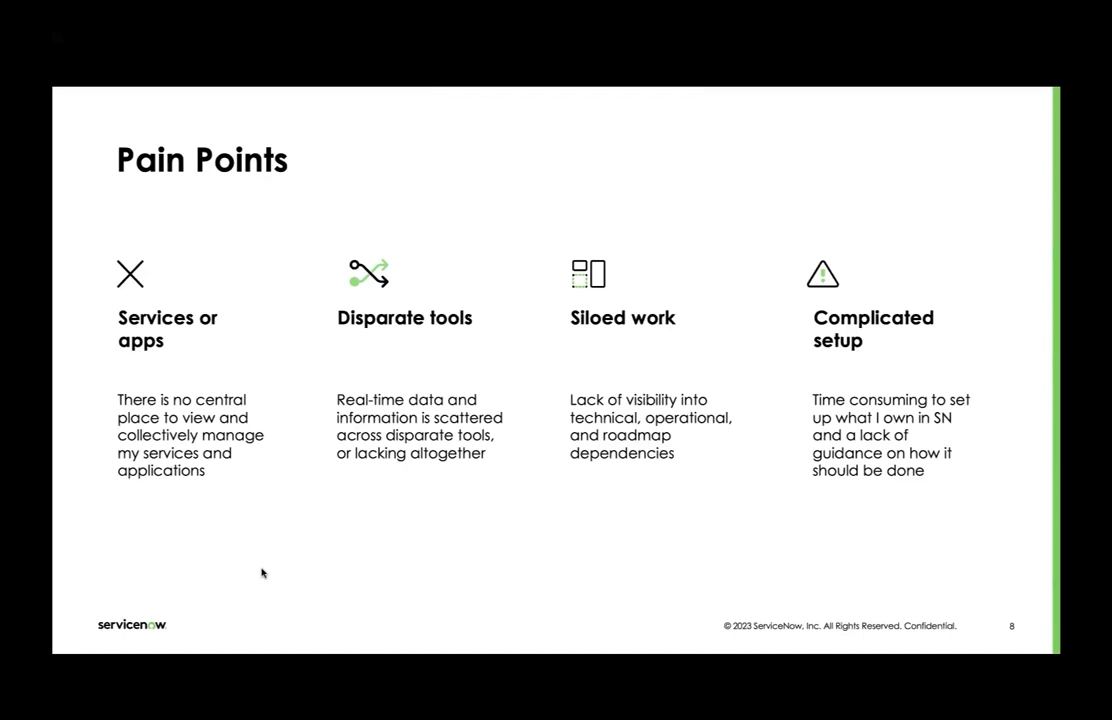 Pain Points
Services or
apps
There is no central
place to view and
collectively manage
my services and
applications
Disparate tools
Real-time data and
information is scattered
across disparate tools,
or lacking altogether
Siloed work
Lack of visibility into
technical, operational,
and roadmap
dependencies
Complicated
setup
Time consuming to set
up what I own in SN
and a lack of
guidance on how it
should be done
servicenow
© 2023 ServiceNow, Inc. All Rights Reserved. Confidential.
8